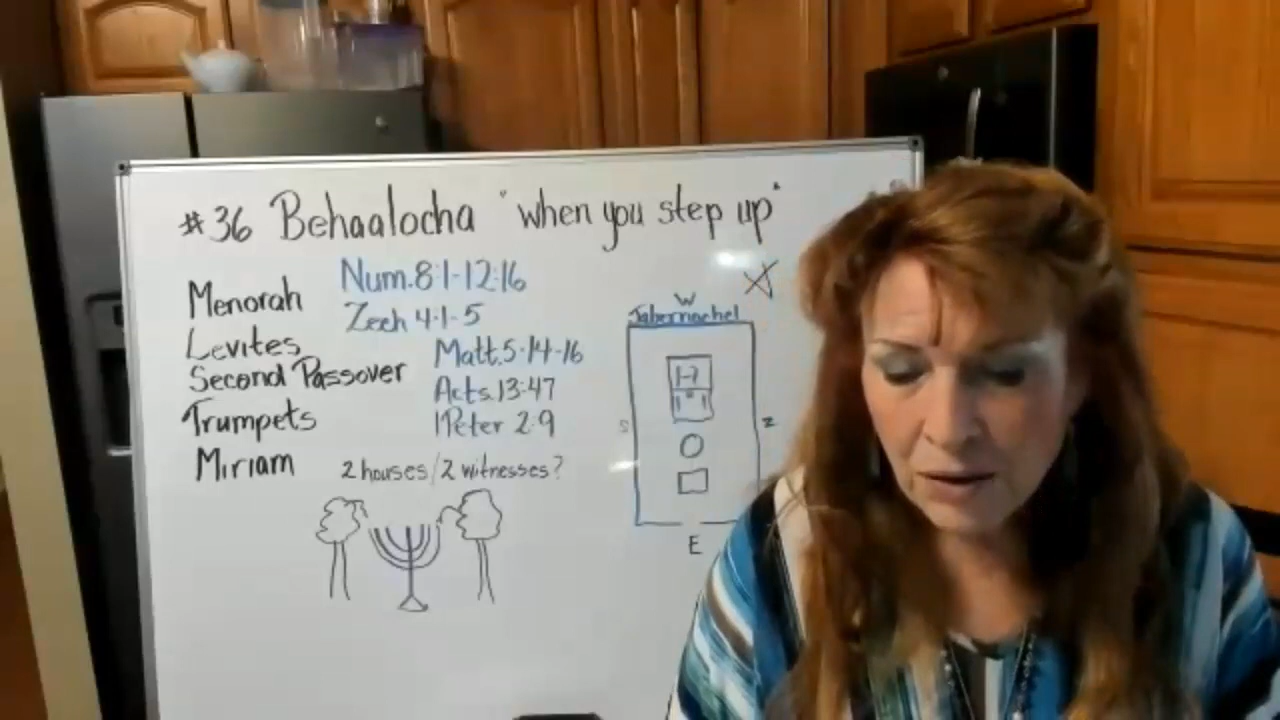 #36 Behaalocha "when you step up"
Menorah
Num. 8:1-12:16
Zech 4:1-5
Levites
Matt. 5:14-16
Second Passover
Acts. 13:47
Trumpets
1Peter 2:9
Miriam
2 houses/2 witnesses?
W
Tabernachel
S
E